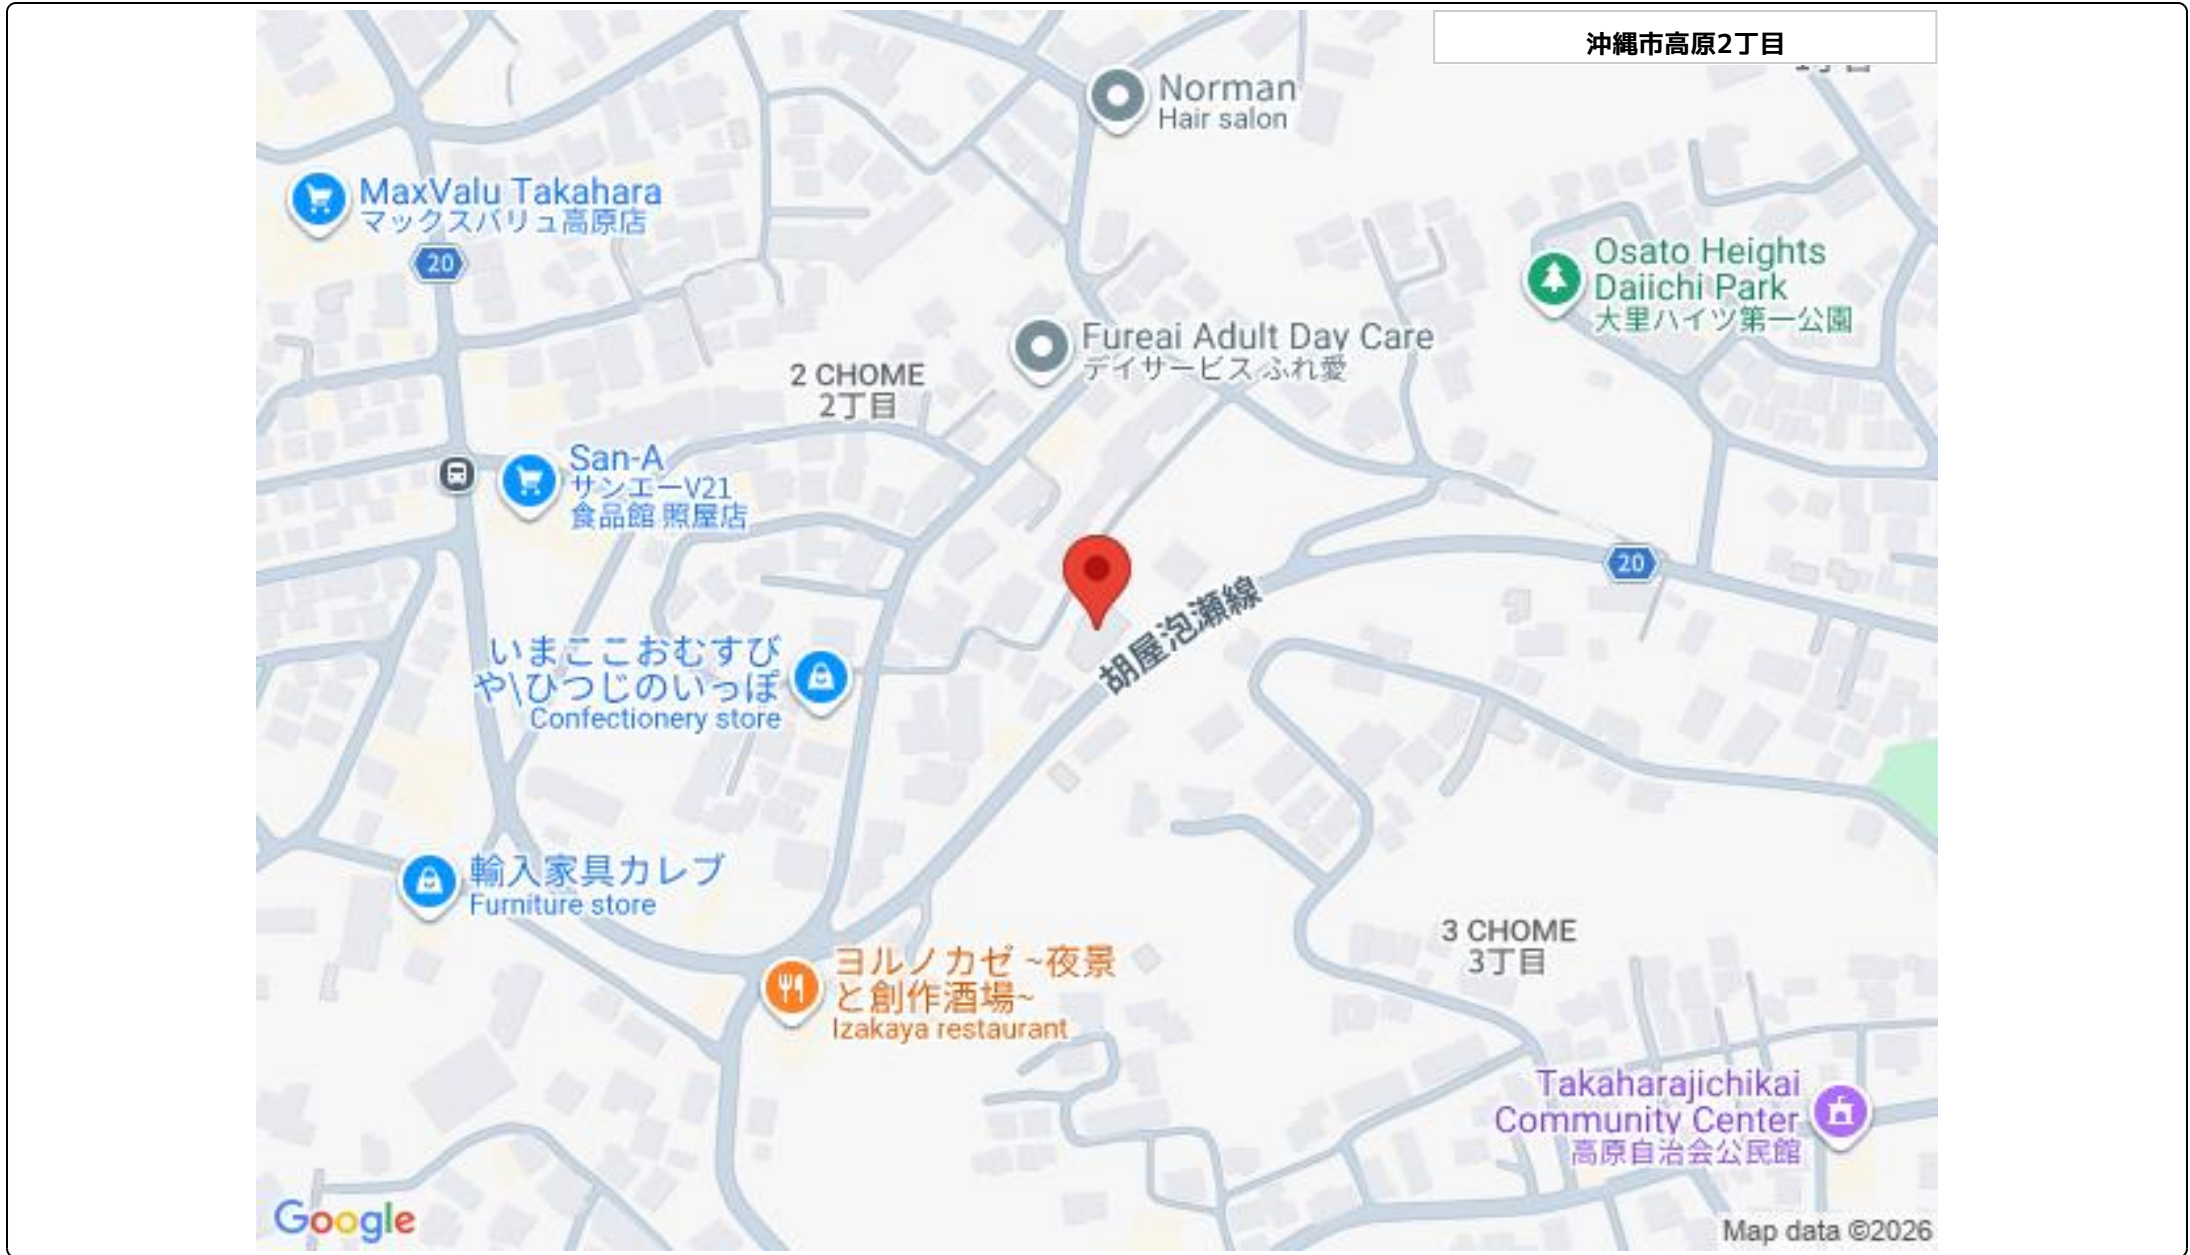 沖縄市高原2丁目
Norman
Hair salon
MaxValu Takahara
マックスバリュ高原店
20
Osato Heights
Daiichi Park
大里ハイツ第一公園
Fureai Adult Day Care
デイサービス ふれ愛
2 CHOME
2丁目
San-A
サンエーV21
食品館 照屋店
20
胡屋泡瀬線
いまここおむすび
や\ひつじのいっぽ
Confectionery store
輸入家具カレブ
Furniture store
ヨルノカゼ ~夜景
と創作酒場~
Izakaya restaurant
3 CHOME
3丁目
Takaharajichikai
Community Center
高原自治会公民館
Google
Map data ©2026